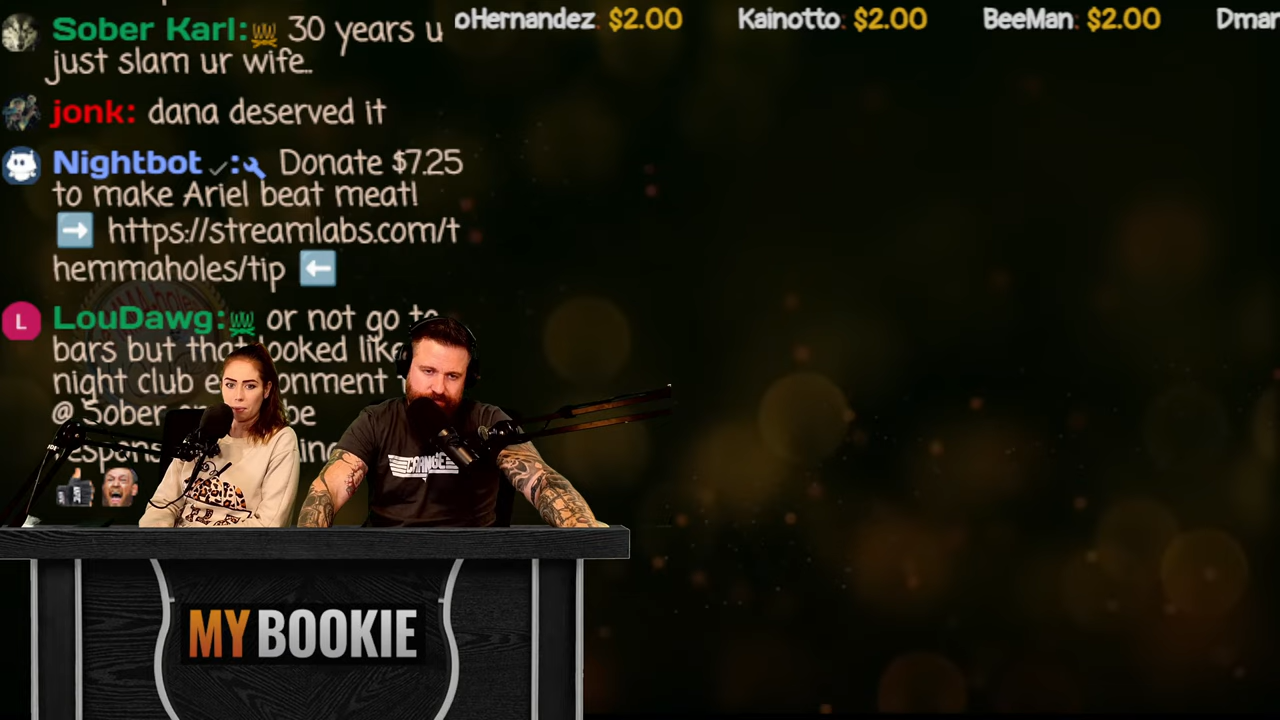 oHernandez: $2.00 Kainotto: $2.00 BeeMan: $2.00 Dmar
Sober Karl: 30 years u
just slam ur wife..
jonk: dana deserved it
Nightbot ✓: Donate $7.25
to make Ariel beat meat!
➡ https://streamlabs.com/t
hemmaholes/tip ⬅
L LouDawg: or not go to
bars but that looked like
night club
@ Sober be
MY BOOKIE